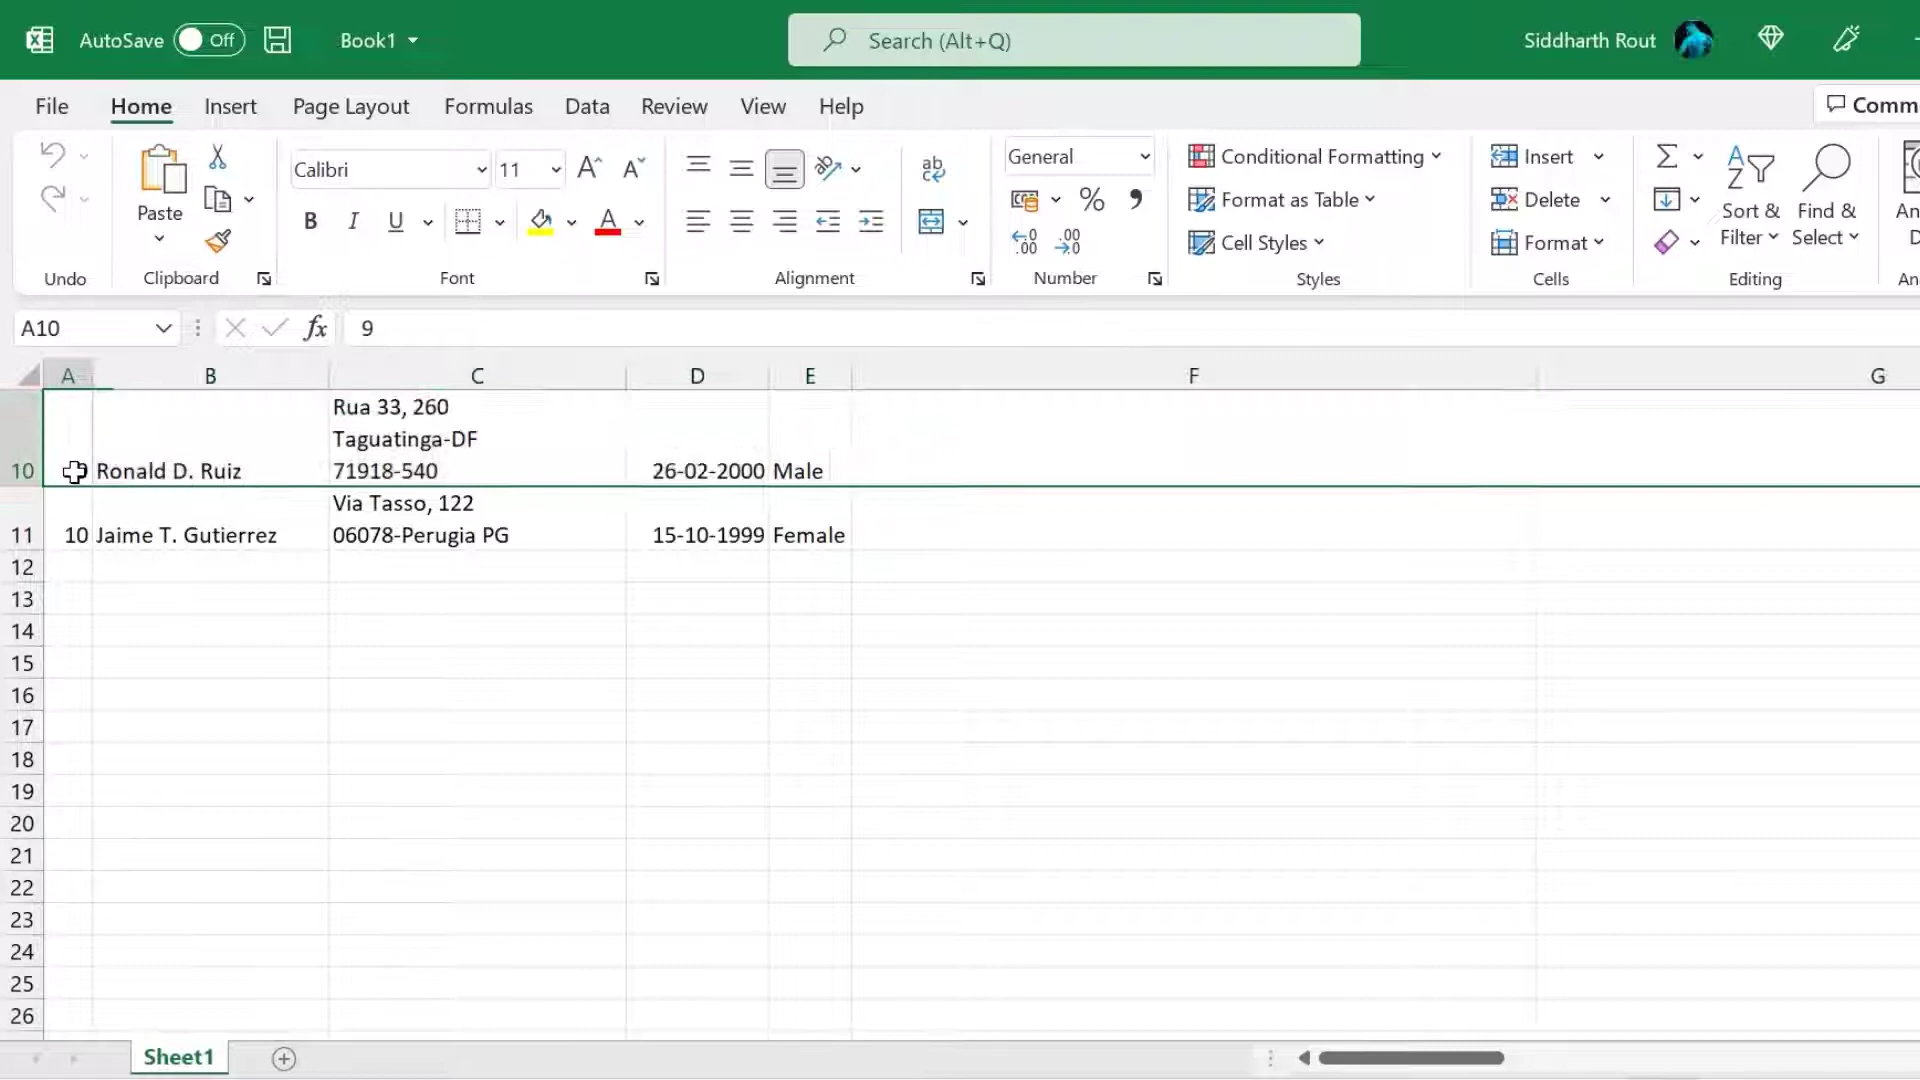 AutoSave Off Book1 Search (Alt+Q) Siddharth Rout
File Home Insert Page Layout Formulas Data Review View Help Comm
Paste Calibri 11 General Conditional Formatting Insert
Format as Table Delete Sort & Find &
B I U Cell Styles Format Filter Select
Undo Clipboard Font Alignment Number Styles Cells Editing
A10 fx 9
A B C D E F G
Rua 33, 260
Taguatinga-DF
10 Ronald D. Ruiz 71918-540 26-02-2000 Male
Via Tasso, 122
11 10 Jaime T. Gutierrez 06078-Perugia PG 15-10-1999 Female
12
13
14
15
16
17
18
19
20
21
22
23
24
25
26
Sheet1